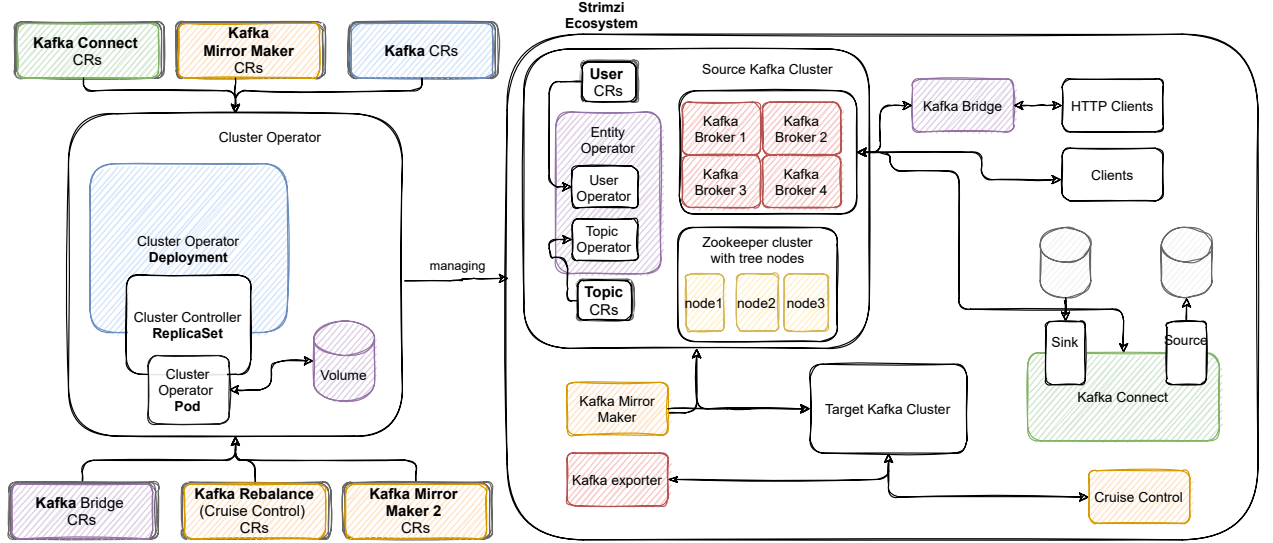 Strimzi
Ecosystem
Kafka Connect
CRs
Kafka
Mirror Maker
CRs
Kafka CRs
Cluster Operator
Cluster Operator
Deployment
Cluster Controller
ReplicaSet
Cluster
Operator
Pod
Volume
Kafka Bridge
CRs
Kafka Rebalance
(Cruise Control)
CRs
Kafka Mirror
Maker 2
CRs
managing
User
CRs
Source Kafka Cluster
Entity
Operator
User
Operator
Topic
Operator
Topic
CRs
Kafka
Broker 1
Kafka
Broker 2
Kafka
Broker 3
Kafka
Broker 4
Zookeeper cluster
with tree nodes
node1
node2
node3
Kafka Bridge
HTTP Clients
Clients
Sink
Source
Kafka Connect
Kafka Mirror
Maker
Target Kafka Cluster
Kafka exporter
Cruise Control